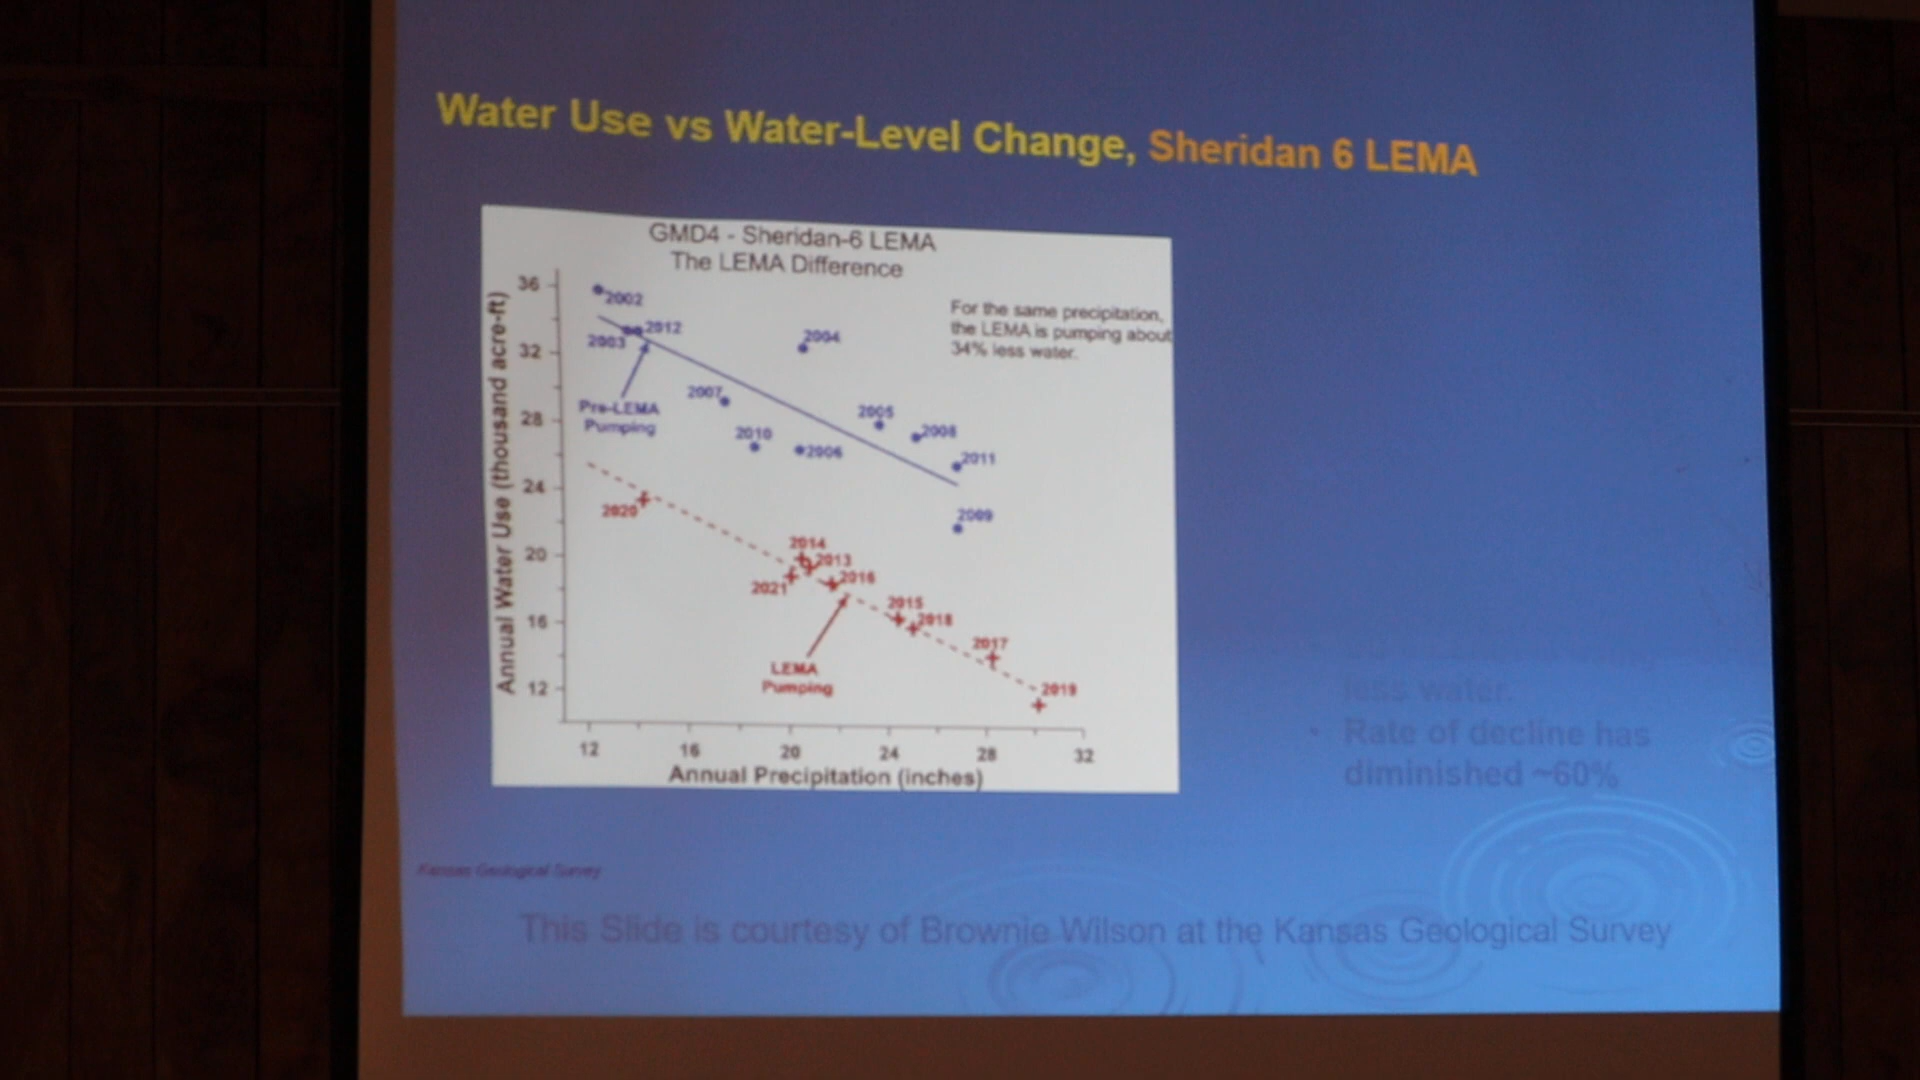 Water Use vs Water-Level Change, Sheridan 6 LEMA
GMD4 - Sheridan-6 LEMA
The LEMA Difference
For the same precipitation,
the LEMA is pumping about
34% less water.
Annual Water Use (thousand acre-ft)
36
32
28
24
20
16
12
2002
2012
2003
2004
2007
2005
2008
2010
2006
2011
2009
Pre-LEMA
Pumping
2020
2014
2013
2021
2016
2015
2018
2017
2019
LEMA
Pumping
12 16 20 24 28 32
Annual Precipitation (inches)
less water.
• Rate of decline has
diminished ~60%
Kansas Geological Survey
This Slide is courtesy of Brownie Wilson at the Kansas Geological Survey